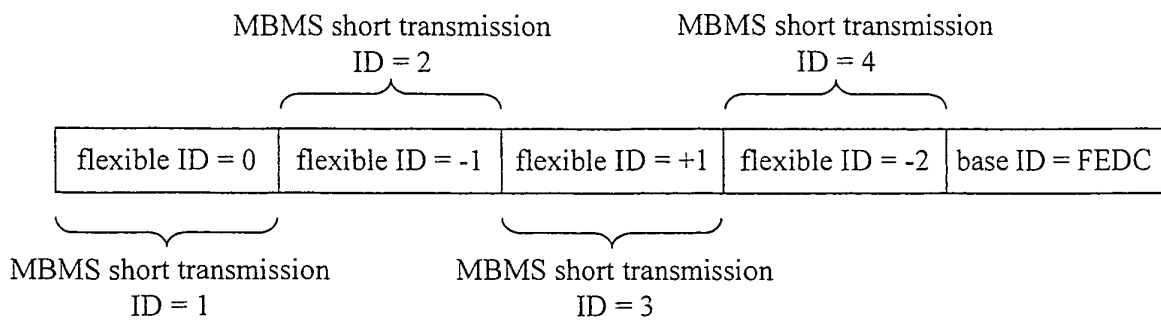 MBMS short transmission
ID = 2
MBMS short transmission
ID = 4
flexible ID = 0
flexible ID = -1
flexible ID = +1
flexible ID = -2
base ID = FEDC
MBMS short transmission
ID = 1
MBMS short transmission
ID = 3